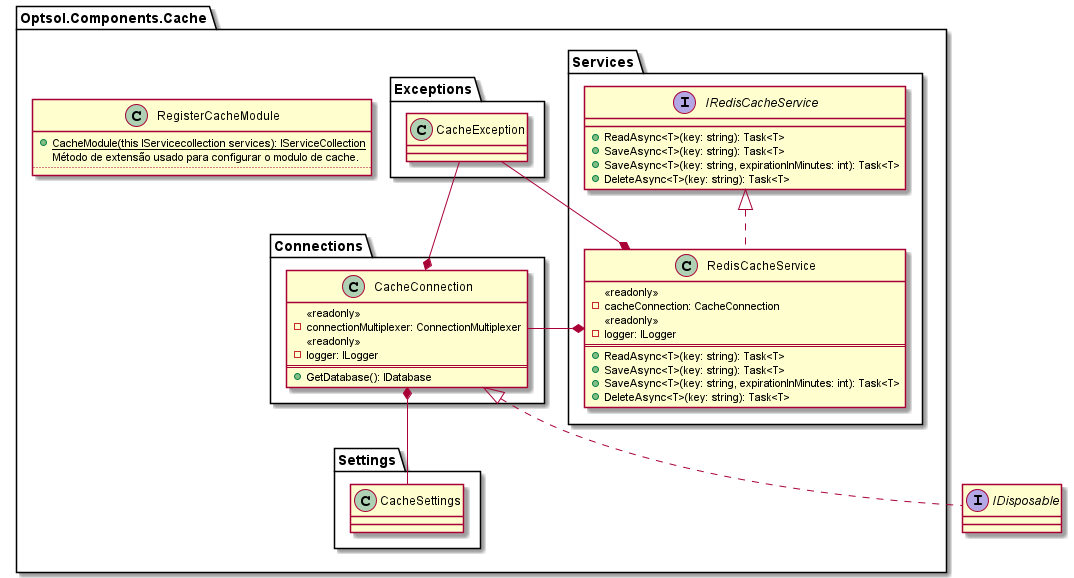 Optsol.Components.Cache
C RegisterCacheModule
CacheModule(this IServicecollection services): IServiceCollection
Método de extensão usado para configurar o modulo de cache.
Exceptions
C CacheException
Services
I IRedisCacheService
ReadAsync<T>(key: string): Task<T>
SaveAsync<T>(key: string): Task<T>
SaveAsync<T>(key: string, expirationInMinutes: int): Task<T>
DeleteAsync<T>(key: string): Task<T>
Connections
C CacheConnection
«readonly»
connectionMultiplexer: ConnectionMultiplexer
«readonly»
logger: ILogger
GetDatabase(): IDatabase
C RedisCacheService
«readonly»
cacheConnection: CacheConnection
«readonly»
logger: ILogger
ReadAsync<T>(key: string): Task<T>
SaveAsync<T>(key: string): Task<T>
SaveAsync<T>(key: string, expirationInMinutes: int): Task<T>
DeleteAsync<T>(key: string): Task<T>
Settings
C CacheSettings
I IDisposable